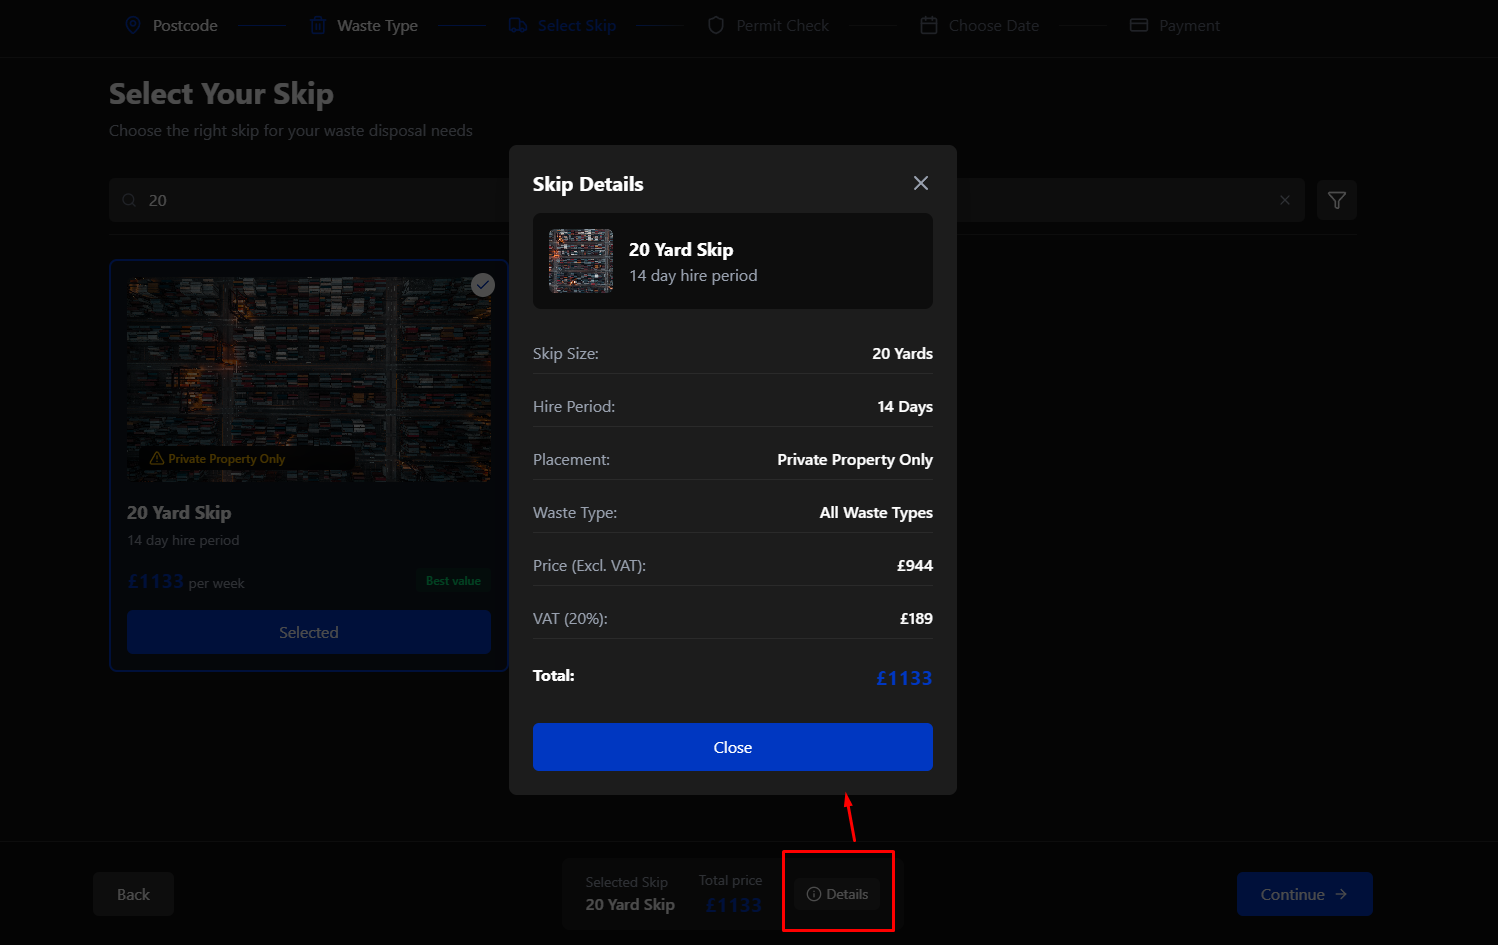 Postcode
Waste Type
Select Skip
Permit Check
Choose Date
Payment
Select Your Skip
Choose the right skip for your waste disposal needs
20
Private Property Only
20 Yard Skip
14 day hire period
£1133 per week
Best value
Selected
Skip Details
20 Yard Skip
14 day hire period
Skip Size: 20 Yards
Hire Period: 14 Days
Placement: Private Property Only
Waste Type: All Waste Types
Price (Excl. VAT): £944
VAT (20%): £189
Total: £1133
Close
Back
Selected Skip
20 Yard Skip
Total price
£1133
Details
Continue